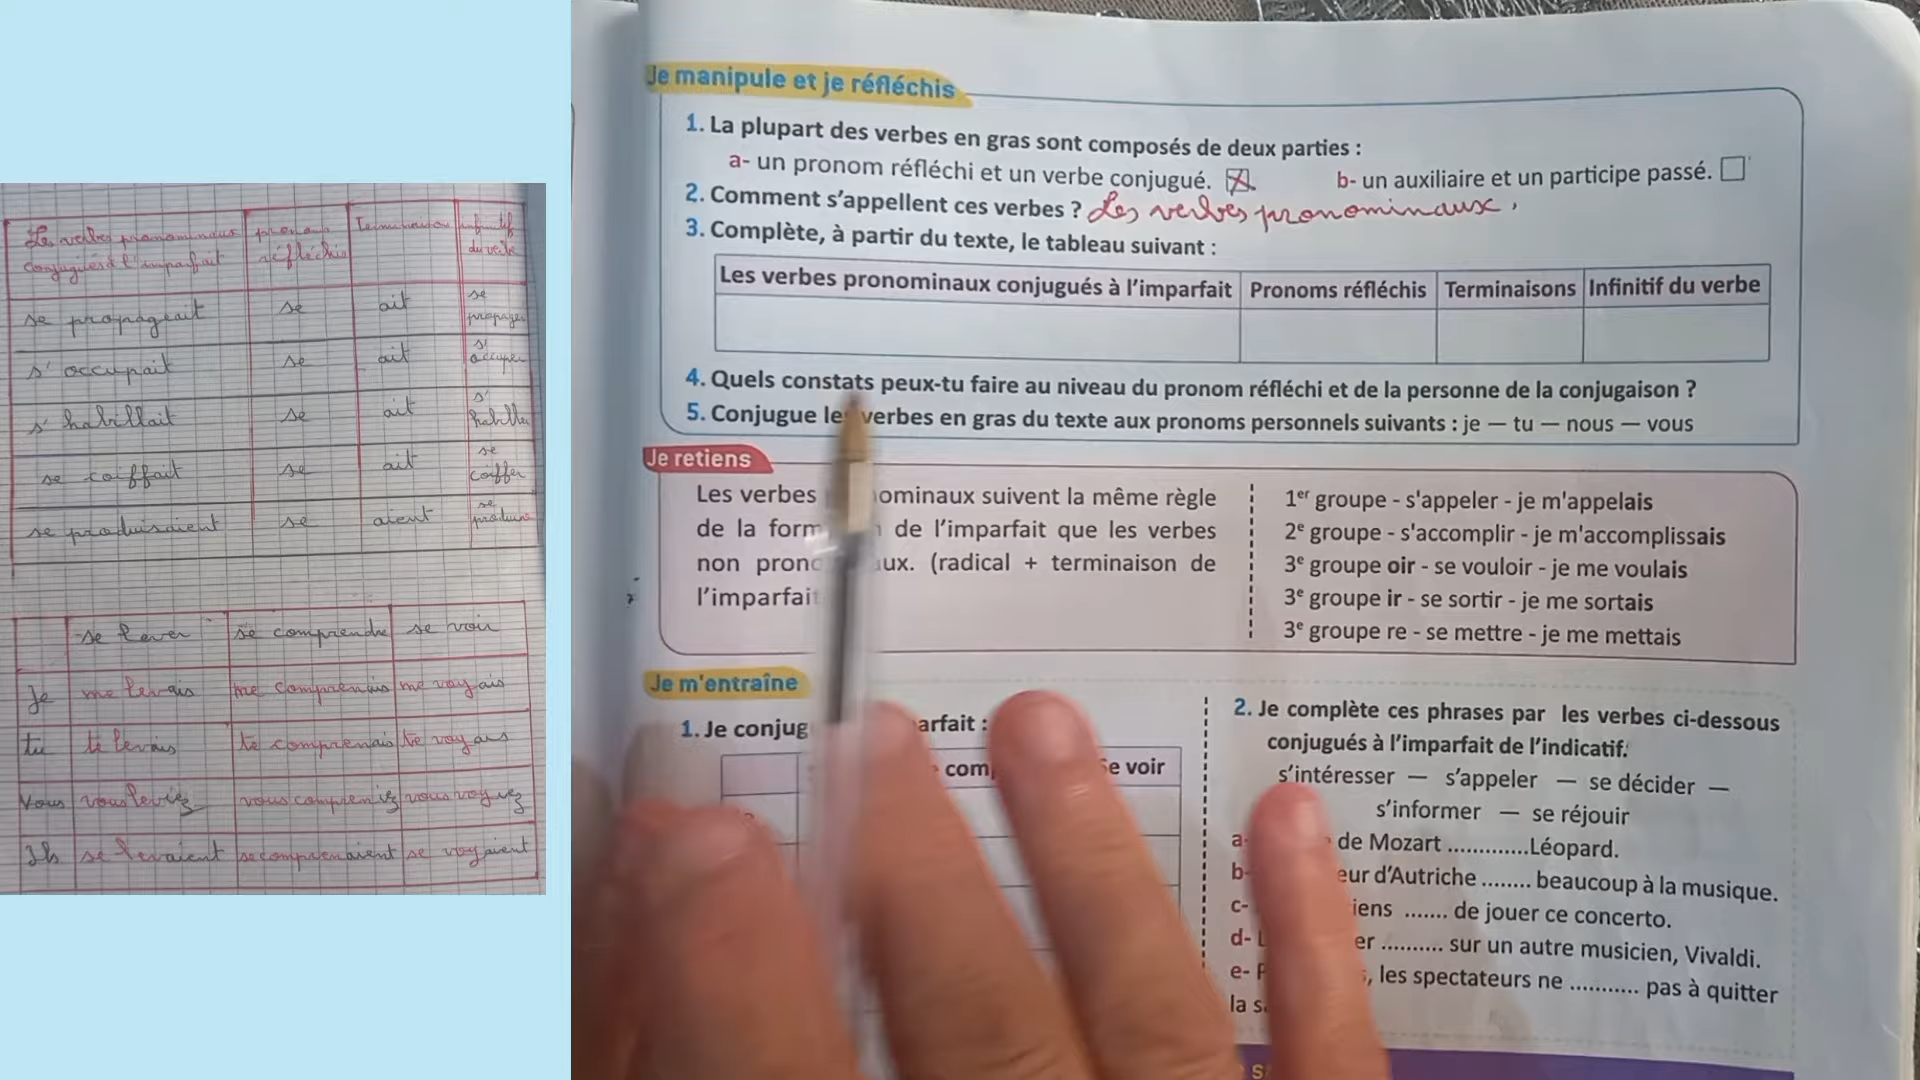 Les verbes pronominaux pronoms Terminaison infinitif
conjugués à l'imparfait réfléchis du verbe
se propageait se ait se propager
s'occupait se ait s' occuper
s'habillait se ait s' habiller
se coiffait se ait se coiffer
se produisaient se aient se
se lever se comprendre se voir
Je me levais me comprenais me voyais
tu te levais te comprenais te voyais
Vous vous leviez vous compreniez vous voyiez
Ils se levaient se comprenaient se voyaient
Je manipule et je réfléchis
1. La plupart des verbes en gras sont composés de deux parties :
a- un pronom réfléchi et un verbe conjugué. b- un auxiliaire et un participe passé.
2. Comment s'appellent ces verbes ? Les verbes pronominaux.
3. Complète, à partir du texte, le tableau suivant :
Les verbes pronominaux conjugués à l'imparfait Pronoms réfléchis Terminaisons Infinitif du verbe
4. Quels constats peux-tu faire au niveau du pronom réfléchi et de la personne de la conjugaison ?
5. Conjugue les verbes en gras du texte aux pronoms personnels suivants : je — tu — nous — vous
Je retiens
Les verbes ominaux suivent la même règle
de la form de l'imparfait que les verbes
non prono ux. (radical + terminaison de
l'imparfait
1er groupe - s'appeler - je m'appelais
2e groupe - s'accomplir - je m'accomplissais
3e groupe oir - se vouloir - je me voulais
3e groupe ir - se sortir - je me sortais
3e groupe re - se mettre - je me mettais
Je m'entraîne
1. Je conjug arfait :
com e voir
2. Je complète ces phrases par les verbes ci-dessous
conjugués à l'imparfait de l'indicatif.
s'intéresser — s'appeler — se décider —
s'informer — se réjouir
a- de Mozart .............Léopard.
b- eur d'Autriche ........ beaucoup à la musique.
c- iens ....... de jouer ce concerto.
d- L er .......... sur un autre musicien, Vivaldi.
e- , les spectateurs ne ........... pas à quitter
la s